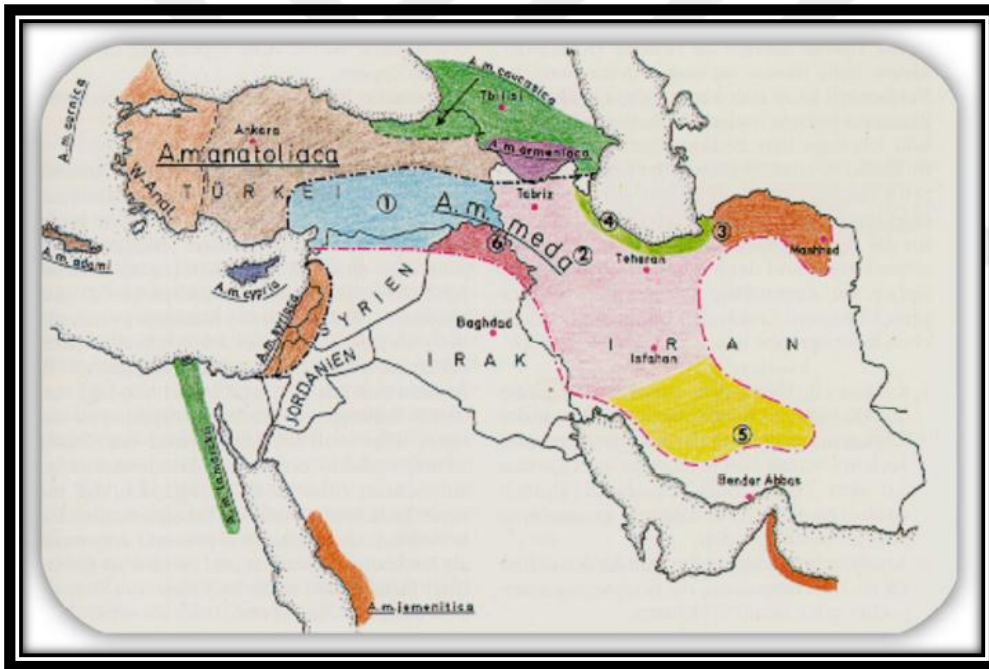 A.m. carnica
A.m. caucasica
Tbilisi
Ankara
A.m. armeniaca
A.m anatoliaca
W-Anat.
TÜRKEI
①
A.m. meda
Tabriz
④
③
②
⑥
Teheran
Mashhad
A.m. adami
A.m. cypria
A.m. syriaca
SYRIEN
Baghdad
IRAK
IRAN
Isfahan
JORDANIEN
⑤
Bender Abbas
A.m. jemenitica